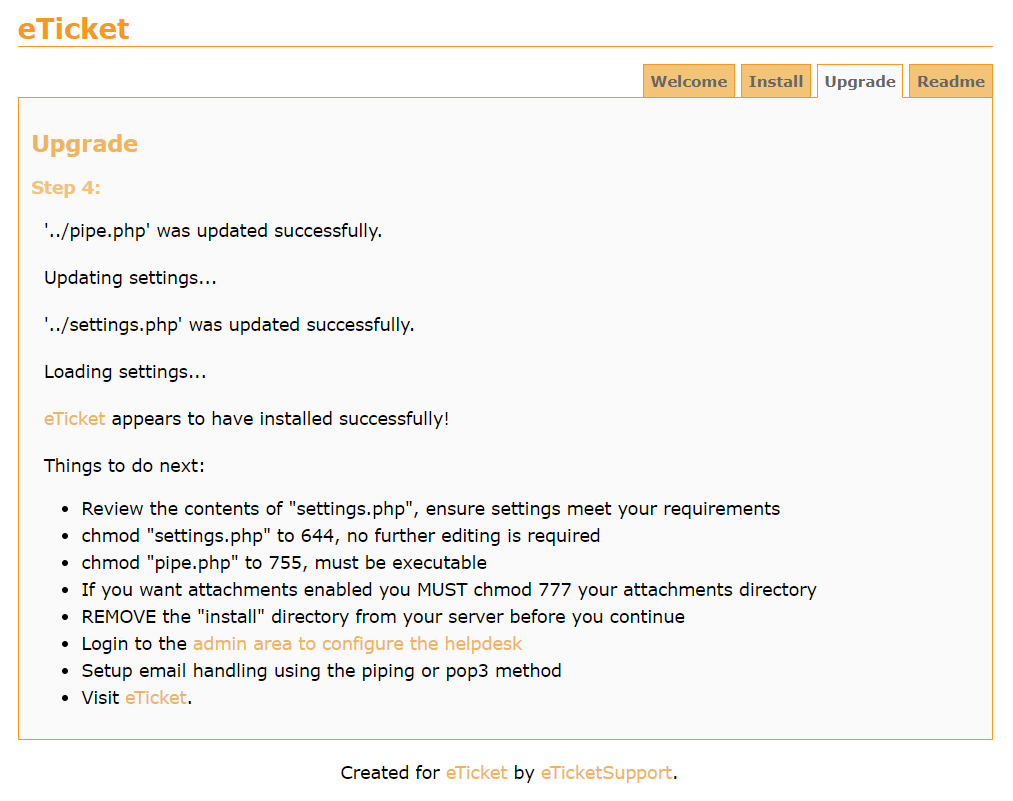 eTicket
Welcome Install Upgrade Readme
Upgrade
Step 4:
'../pipe.php' was updated successfully.
Updating settings...
'../settings.php' was updated successfully.
Loading settings...
eTicket appears to have installed successfully!
Things to do next:
• Review the contents of "settings.php", ensure settings meet your requirements
• chmod "settings.php" to 644, no further editing is required
• chmod "pipe.php" to 755, must be executable
• If you want attachments enabled you MUST chmod 777 your attachments directory
• REMOVE the "install" directory from your server before you continue
• Login to the admin area to configure the helpdesk
• Setup email handling using the piping or pop3 method
• Visit eTicket.
Created for eTicket by eTicketSupport.